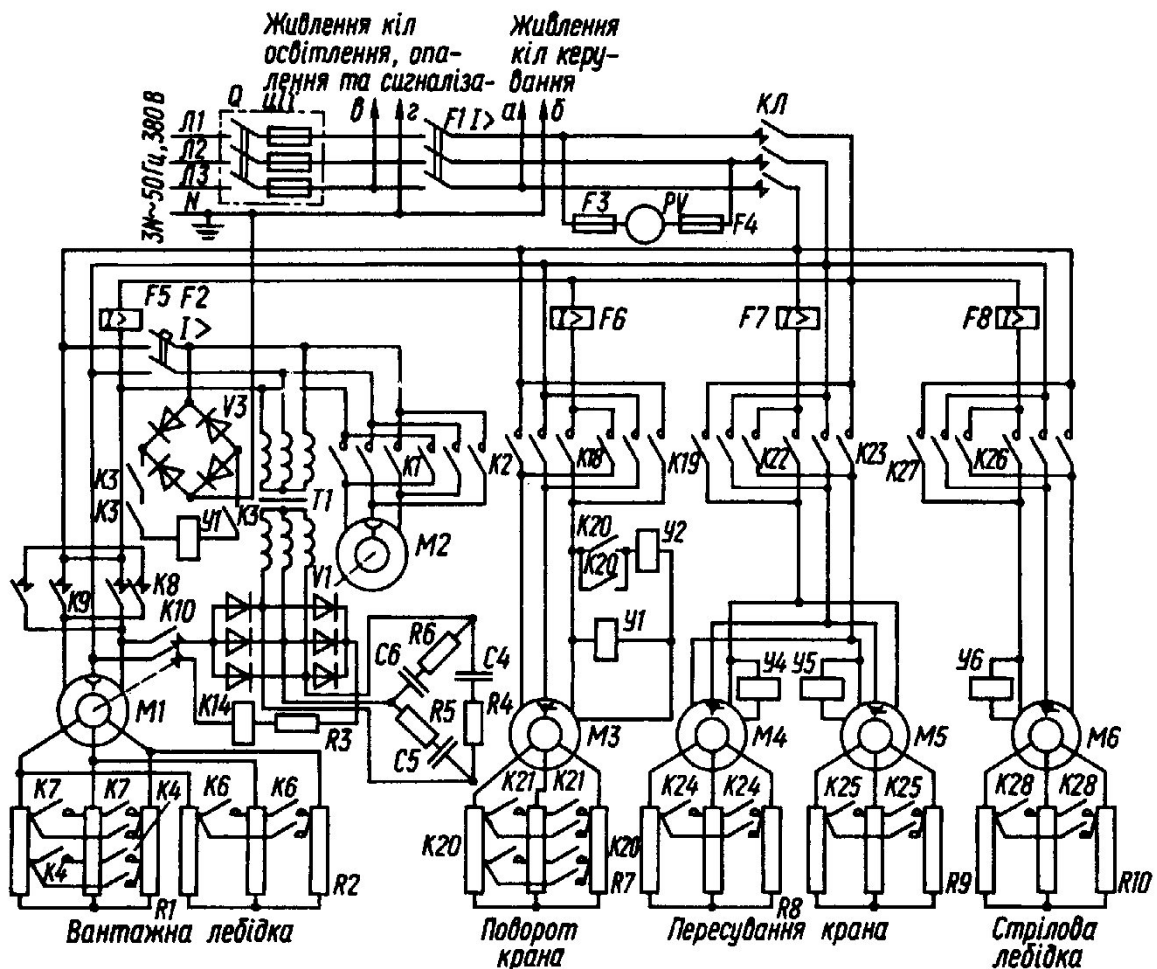 Живлення кіл
освітлення, опа-
лення та сигналіза-
ції
Живлення
кіл керу-
вання
Q
в
г
F1 I>
а
б
КЛ
Л1
Л2
Л3
N
3N~50Гц, 380В
F3
PV
F4
F5
F2
I>
I>
I>
F6
F7
I>
F8
I>
V3
K3
K3
У1
K3
T1
K1
K2
M2
K18
K19
K22
K23
K27
K26
K9
K8
K10
V1
K20
K20
У2
У1
C6
R6
C4
R5
R4
C5
K14
R3
M1
M3
У4
У5
У6
M4
M5
M6
K7
K7
K4
K6
K6
K4
R1
R2
K21
K21
K20
K20
R7
K24
K24
R8
K25
K25
R9
K28
K28
R10
Вантажна лебідка
Поворот
крана
Пересування крана
Стрілова
лебідка